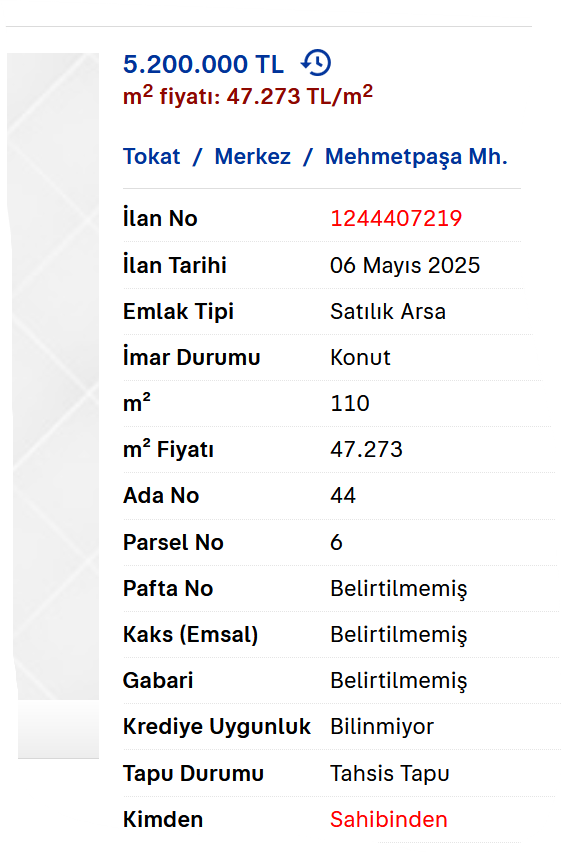 5.200.000 TL
m² fiyatı: 47.273 TL/m²
Tokat / Merkez / Mehmetpaşa Mh.
İlan No 1244407219
İlan Tarihi 06 Mayıs 2025
Emlak Tipi Satılık Arsa
İmar Durumu Konut
m² 110
m² Fiyatı 47.273
Ada No 44
Parsel No 6
Pafta No Belirtilmemiş
Kaks (Emsal) Belirtilmemiş
Gabari Belirtilmemiş
Krediye Uygunluk Bilinmiyor
Tapu Durumu Tahsis Tapu
Kimden Sahibinden